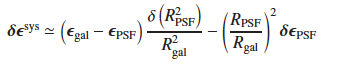 δϵ^sys ≃ (ϵ_gal − ϵ_PSF) δ(R²_PSF) / R²_gal − (R_PSF / R_gal)² δϵ_PSF